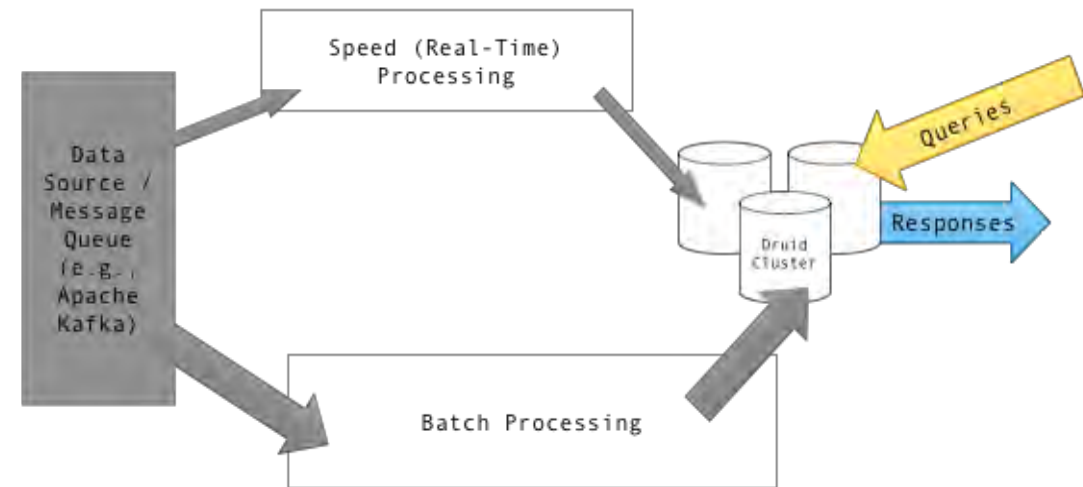 Speed (Real-Time)
Processing
Data
Source /
Message
Queue
(e.g.,
Apache
Kafka)
Queries
Responses
Druid
Cluster
Batch Processing